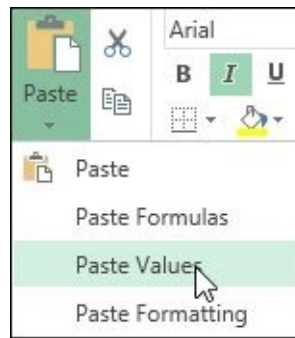 Arial
B I U
Paste
Paste
Paste Formulas
Paste Values
Paste Formatting